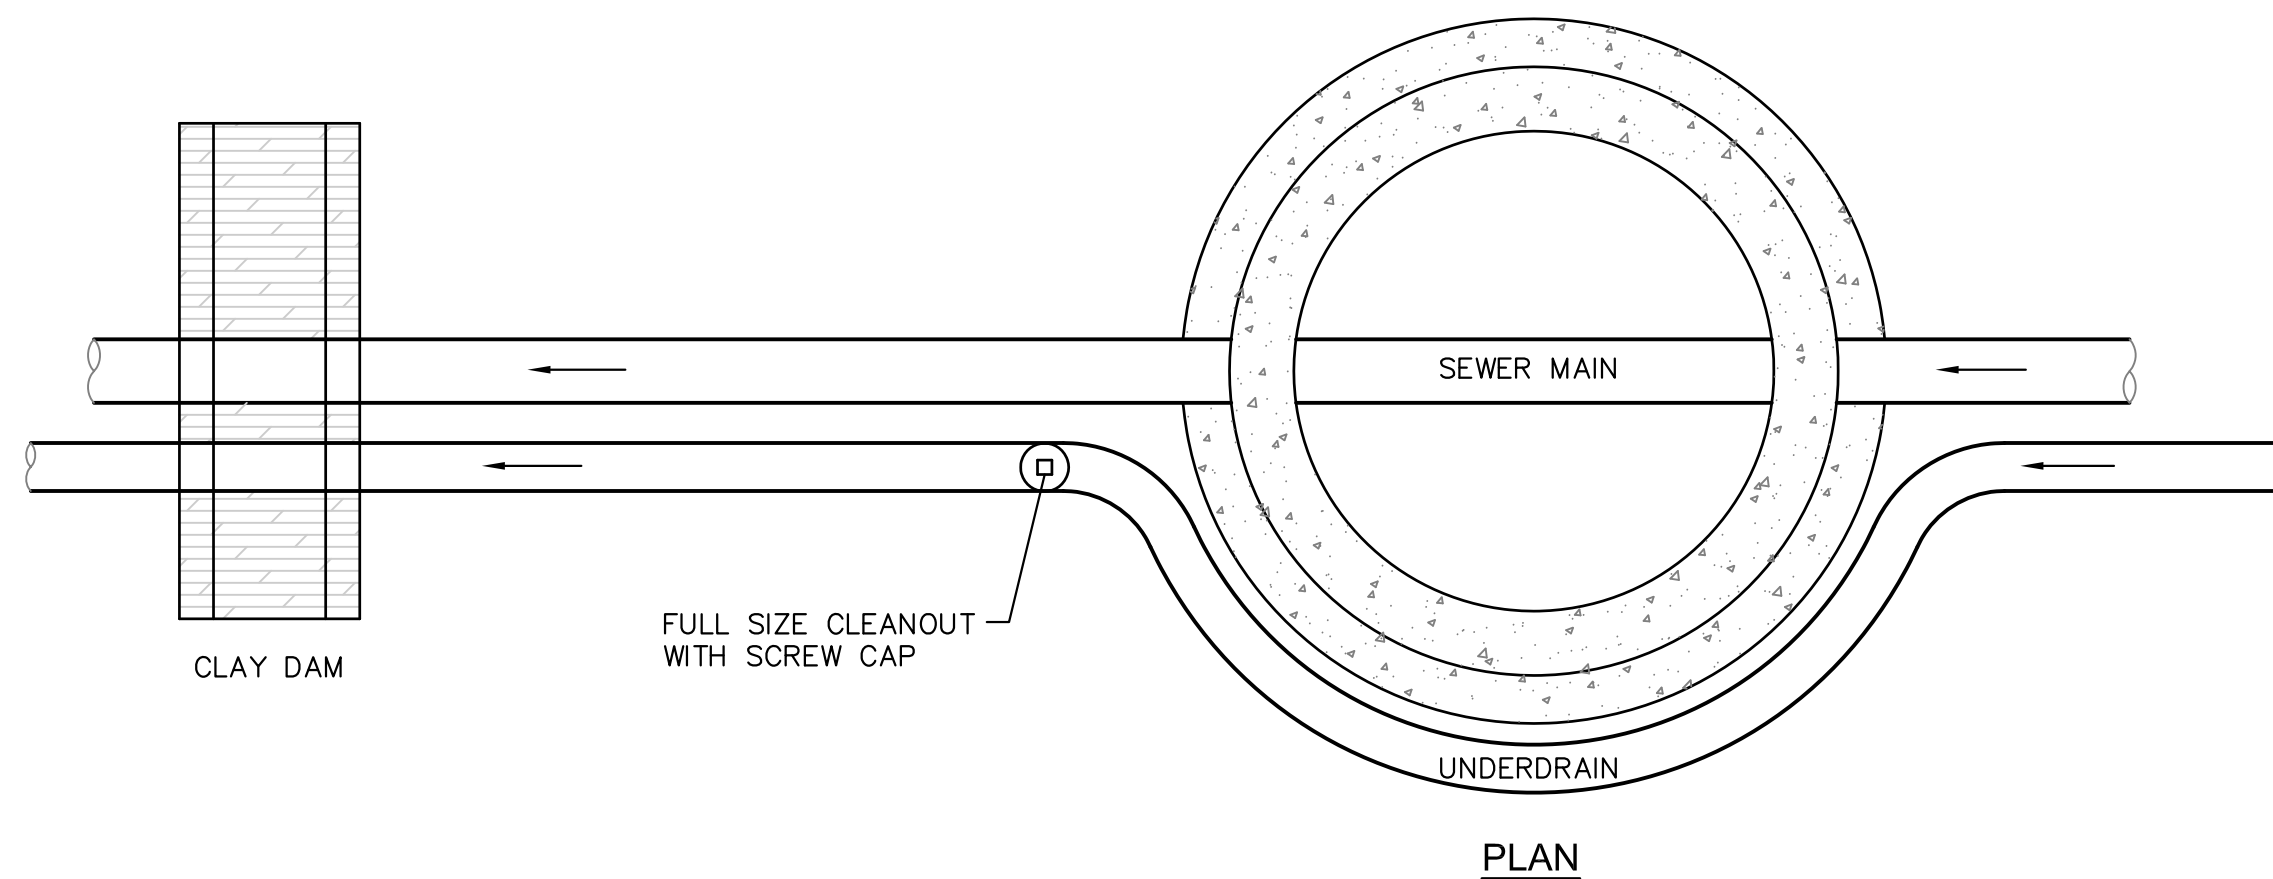 SEWER MAIN
FULL SIZE CLEANOUT
WITH SCREW CAP
CLAY DAM
UNDERDRAIN
PLAN